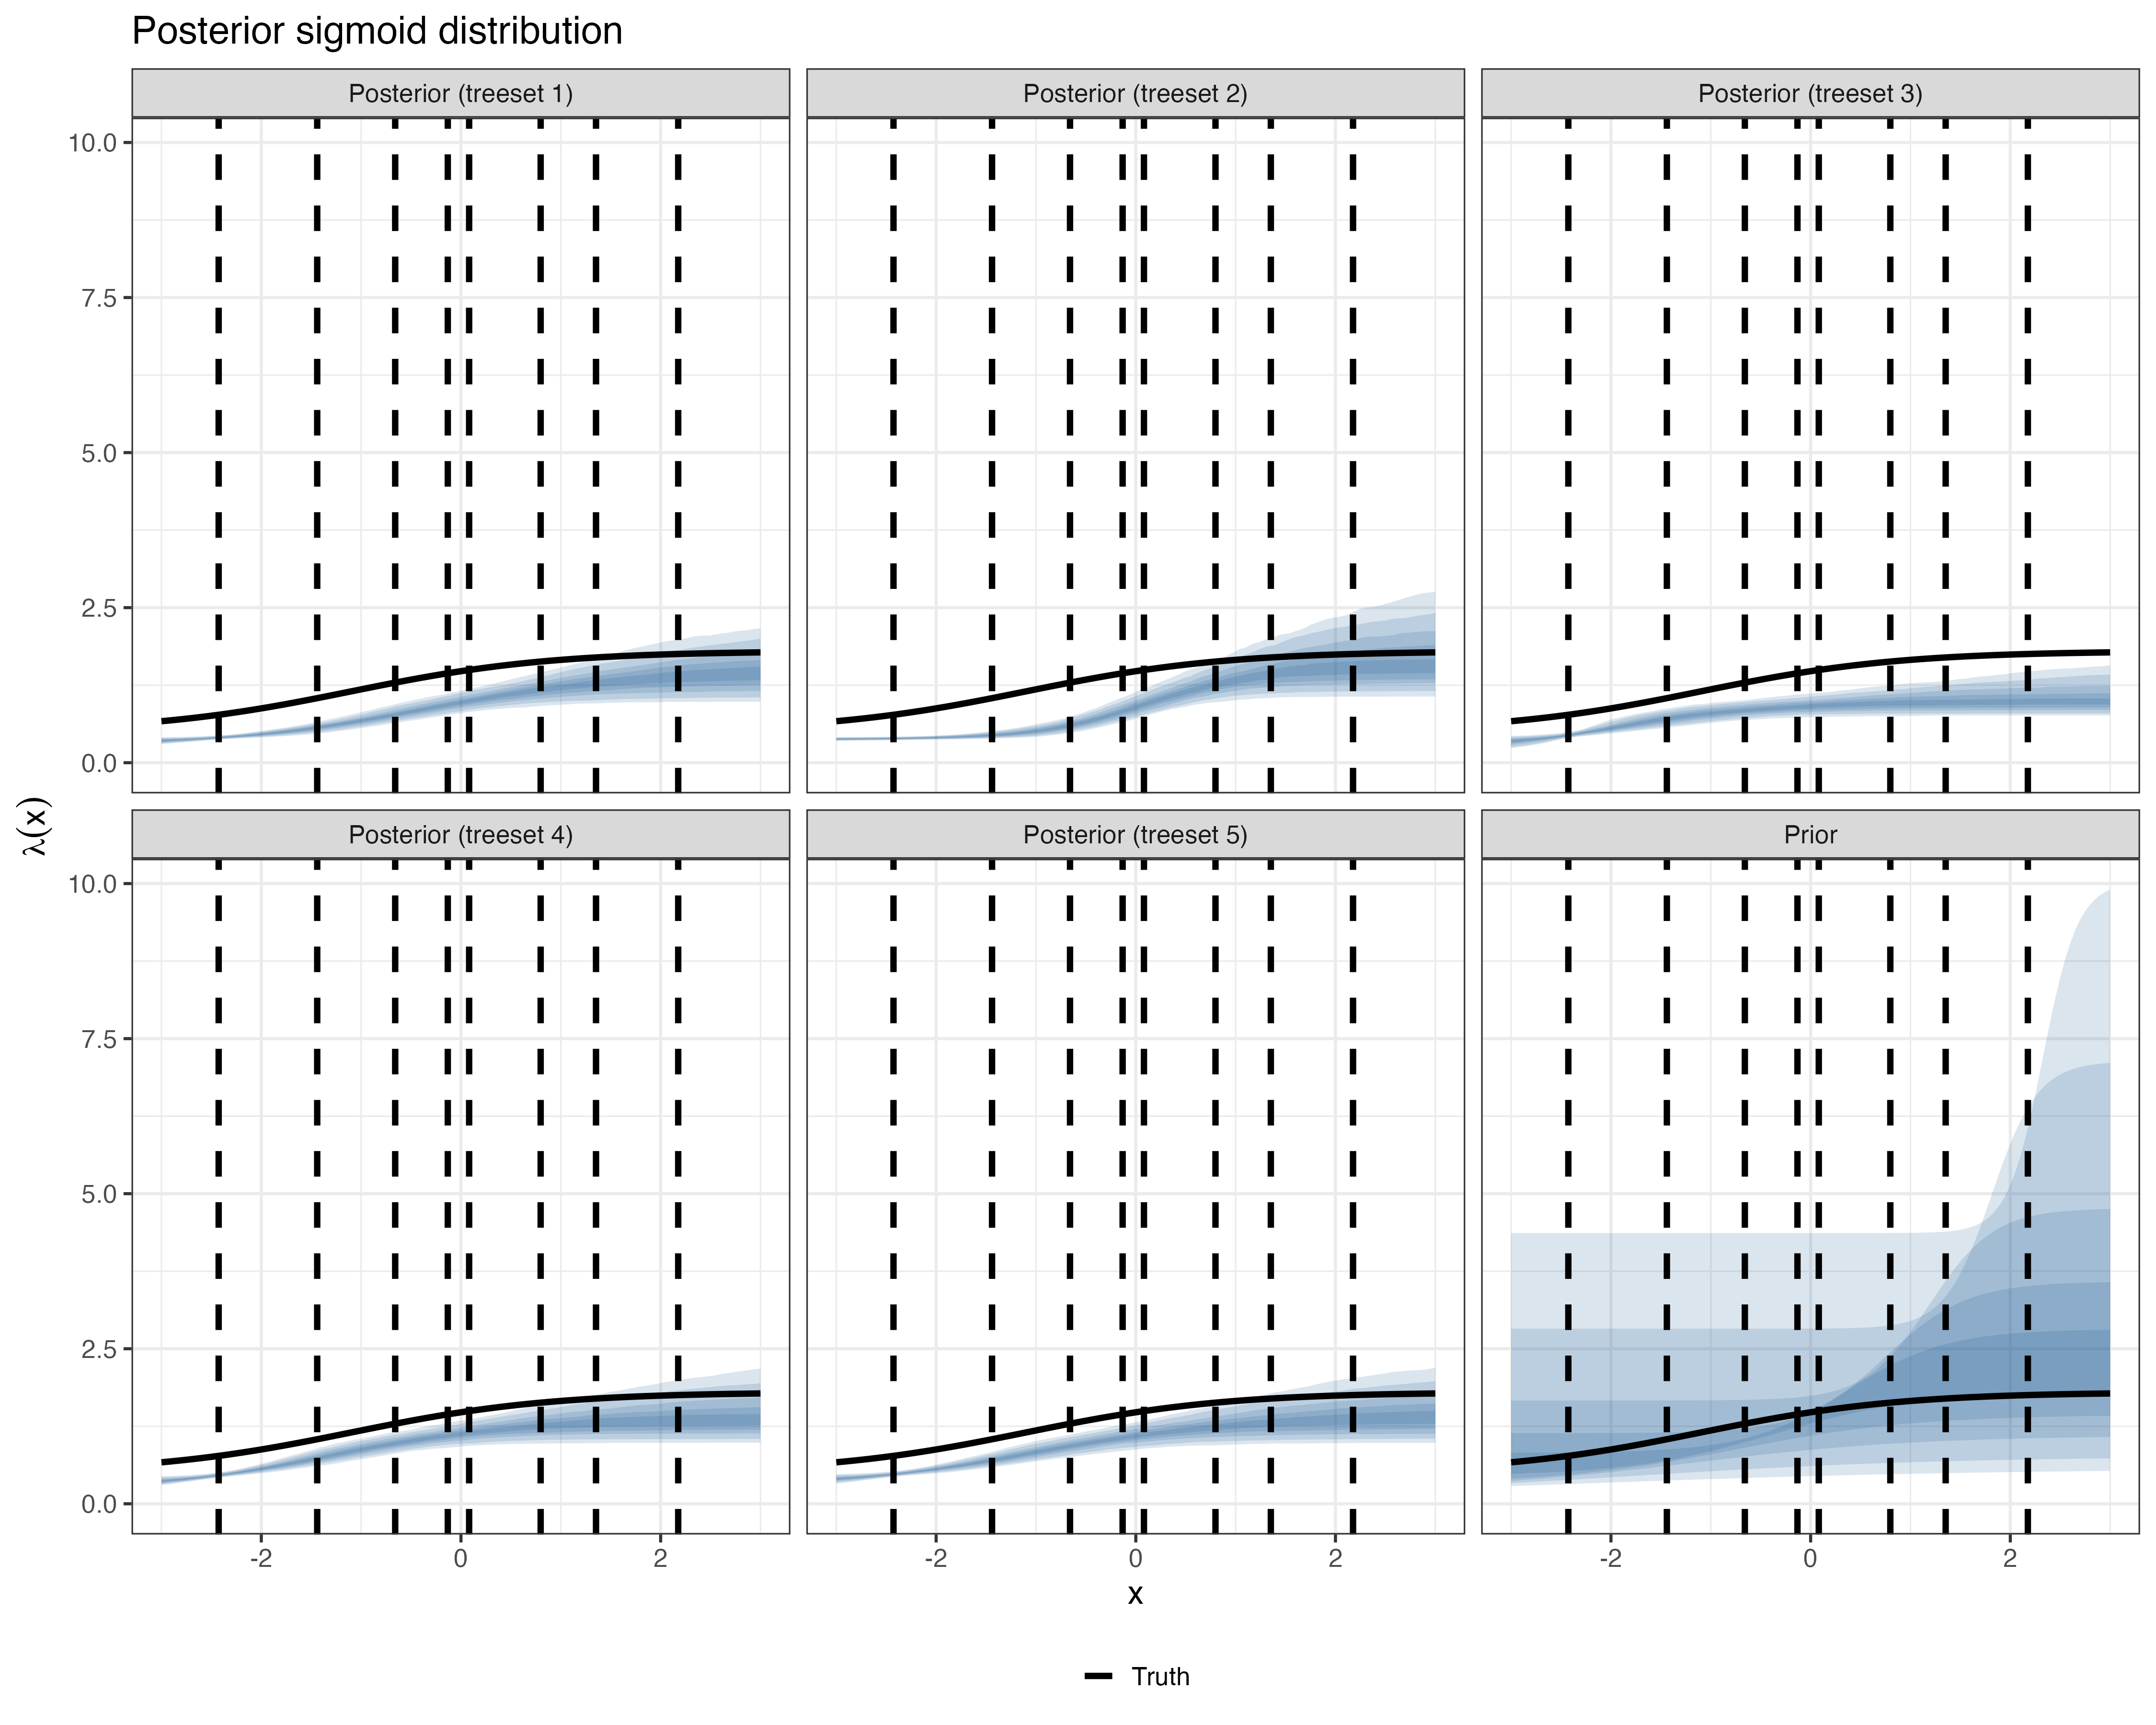 Posterior sigmoid distribution
Posterior (treeset 1)
Posterior (treeset 2)
Posterior (treeset 3)
10.0
7.5
5.0
2.5
0.0
λ(x)
Posterior (treeset 4)
Posterior (treeset 5)
Prior
10.0
7.5
5.0
2.5
0.0
-2 0 2
-2 0 2
-2 0 2
x
Truth